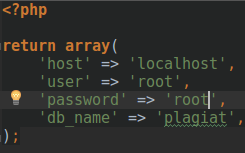 <?php
return array(
'host' => 'localhost',
'user' => 'root',
'password' => 'root',
'db_name' => 'plagiat',
);